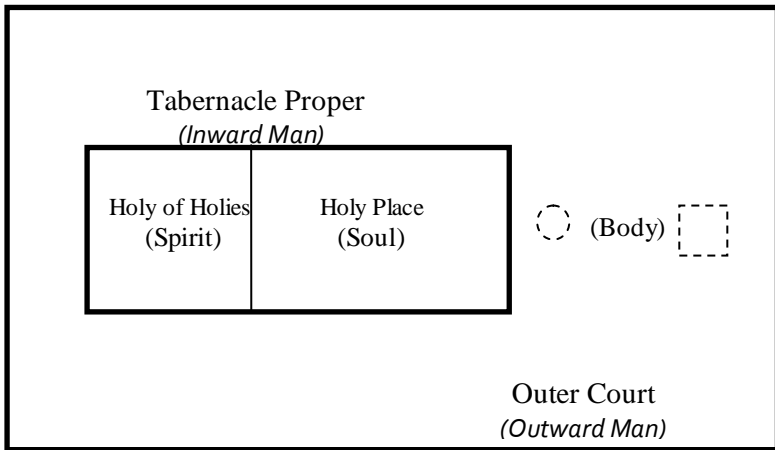 Tabernacle Proper
(Inward Man)
Holy of Holies
(Spirit)
Holy Place
(Soul)
(Body)
Outer Court
(Outward Man)